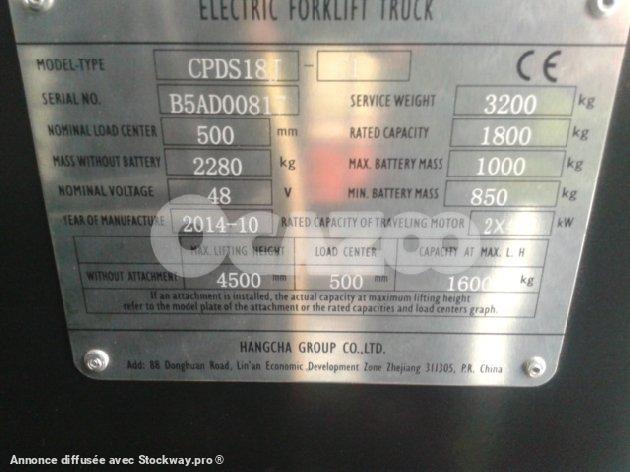 ELECTRIC FORKLIFT TRUCK
MODEL-TYPE CPDS18J -
SERIAL NO. B5AD0081 SERVICE WEIGHT 3200 kg
NOMINAL LOAD CENTER 500 mm RATED CAPACITY 1800 kg
MASS WITHOUT BATTERY 2280 kg MAX. BATTERY MASS 1000 kg
NOMINAL VOLTAGE 48 V MIN. BATTERY MASS 850 kg
YEAR OF MANUFACTURE 2014-10 RATED CAPACITY OF TRAVELING MOTOR kW
MAX. LIFTING HEIGHT LOAD CENTER CAPACITY AT MAX. L. H
WITHOUT ATTACHMENT 4500 mm 500 mm 1600 kg
If an attachment is installed, the actual capacity at maximum lifting height
refer to the model plate of the attachment or the rated capacities and load centers graph.
HANGCHA GROUP CO.,LTD.
Add: 88 Donghuan Road, Lin'an Economic Development Zone Zhejiang 311305, P.R. China
OCAZOO
Annonce diffusée avec Stockway.pro®